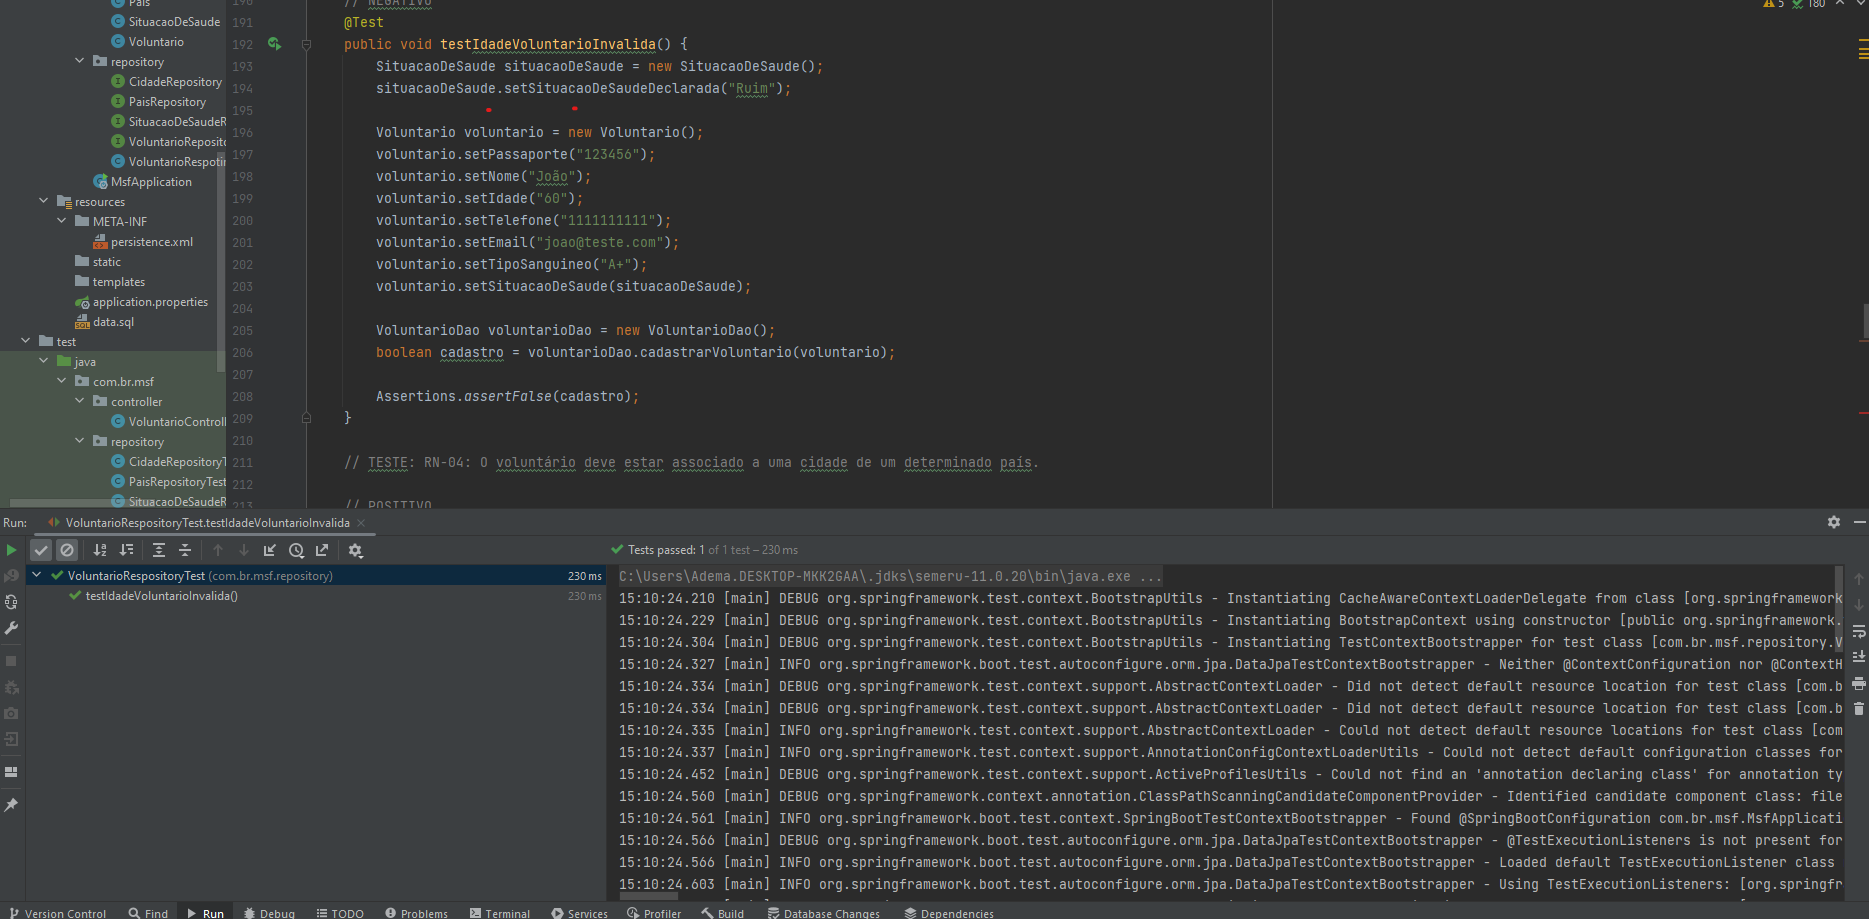 Pais
SituacaoDeSaude
Voluntario
repository
CidadeRepository
PaisRepository
SituacaoDeSaudeR
VoluntarioReposito
VoluntarioRespotir
MsfApplication
resources
META-INF
persistence.xml
static
templates
application.properties
data.sql
test
java
com.br.msf
controller
VoluntarioControll
repository
CidadeRepositoryT
PaisRepositoryTest
SituacaoDeSaudeR
5 180
190 // NEGATIVO
191 @Test
192 public void testIdadeVoluntarioInvalida() {
193 SituacaoDeSaude situacaoDeSaude = new SituacaoDeSaude();
194 situacaoDeSaude.setSituacaoDeSaudeDeclarada("Ruim");
195
196 Voluntario voluntario = new Voluntario();
197 voluntario.setPassaporte("123456");
198 voluntario.setNome("João");
199 voluntario.setIdade("60");
200 voluntario.setTelefone("1111111111");
201 voluntario.setEmail("joao@teste.com");
202 voluntario.setTipoSanguineo("A+");
203 voluntario.setSituacaoDeSaude(situacaoDeSaude);
204
205 VoluntarioDao voluntarioDao = new VoluntarioDao();
206 boolean cadastro = voluntarioDao.cadastrarVoluntario(voluntario);
207
208 Assertions.assertFalse(cadastro);
209 }
210
211 // TESTE: RN-04: O voluntário deve estar associado a uma cidade de um determinado país.
212
213 // POSITIVO
Run: VoluntarioRespositoryTest.testIdadeVoluntarioInvalida
Tests passed: 1 of 1 test – 230 ms
VoluntarioRespositoryTest (com.br.msf.repository) 230 ms
testIdadeVoluntarioInvalida() 230 ms
C:\Users\Adema.DESKTOP-MKK2GAA\.jdks\semeru-11.0.20\bin\java.exe ...
15:10:24.210 [main] DEBUG org.springframework.test.context.BootstrapUtils - Instantiating CacheAwareContextLoaderDelegate from class [org.springframework
15:10:24.229 [main] DEBUG org.springframework.test.context.BootstrapUtils - Instantiating BootstrapContext using constructor [public org.springframework.
15:10:24.304 [main] DEBUG org.springframework.test.context.BootstrapUtils - Instantiating TestContextBootstrapper for test class [com.br.msf.repository.V
15:10:24.327 [main] INFO org.springframework.boot.test.autoconfigure.orm.jpa.DataJpaTestContextBootstrapper - Neither @ContextConfiguration nor @ContextH
15:10:24.334 [main] DEBUG org.springframework.test.context.support.AbstractContextLoader - Did not detect default resource location for test class [com.b
15:10:24.334 [main] DEBUG org.springframework.test.context.support.AbstractContextLoader - Did not detect default resource location for test class [com.b
15:10:24.335 [main] INFO org.springframework.test.context.support.AbstractContextLoader - Could not detect default resource locations for test class [com
15:10:24.337 [main] INFO org.springframework.test.context.support.AnnotationConfigContextLoaderUtils - Could not detect default configuration classes for
15:10:24.452 [main] DEBUG org.springframework.test.context.support.ActiveProfilesUtils - Could not find an 'annotation declaring class' for annotation ty
15:10:24.560 [main] DEBUG org.springframework.context.annotation.ClassPathScanningCandidateComponentProvider - Identified candidate component class: file
15:10:24.561 [main] INFO org.springframework.boot.test.context.SpringBootTestContextBootstrapper - Found @SpringBootConfiguration com.br.msf.MsfApplicati
15:10:24.566 [main] DEBUG org.springframework.boot.test.autoconfigure.orm.jpa.DataJpaTestContextBootstrapper - @TestExecutionListeners is not present for
15:10:24.566 [main] INFO org.springframework.boot.test.autoconfigure.orm.jpa.DataJpaTestContextBootstrapper - Loaded default TestExecutionListener class
15:10:24.603 [main] INFO org.springframework.boot.test.autoconfigure.orm.jpa.DataJpaTestContextBootstrapper - Using TestExecutionListeners: [org.springfr
Version Control Find Run Debug TODO Problems Terminal Services Profiler Build Database Changes Dependencies